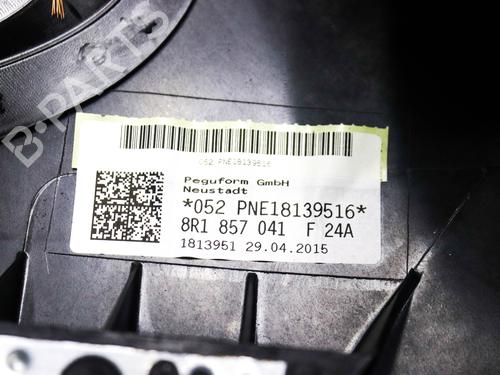 B-PARTS
052 PNE18139516
Peguform GmbH
Neustadt
*052 PNE18139516*
8R1 857 041 F 24A
1813951 29.04.2015